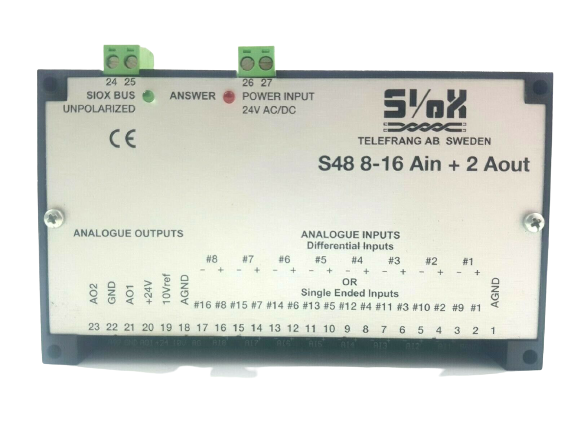 24 25
26 27
SIOX BUS
UNPOLARIZED
ANSWER
POWER INPUT
24V AC/DC
CE
SIOX
TELEFRANG AB SWEDEN
S48 8-16 Ain + 2 Aout
ANALOGUE OUTPUTS
ANALOGUE INPUTS
Differential Inputs
#8 #7 #6 #5 #4 #3 #2 #1
− + − + − + − + − + − + − + − +
OR
Single Ended Inputs
AO2 GND AO1 +24V 10Vref AGND #16 #8 #15 #7 #14 #6 #13 #5 #12 #4 #11 #3 #10 #2 #9 #1 AGND
23 22 21 20 19 18 17 16 15 14 13 12 11 10 9 8 7 6 5 4 3 2 1